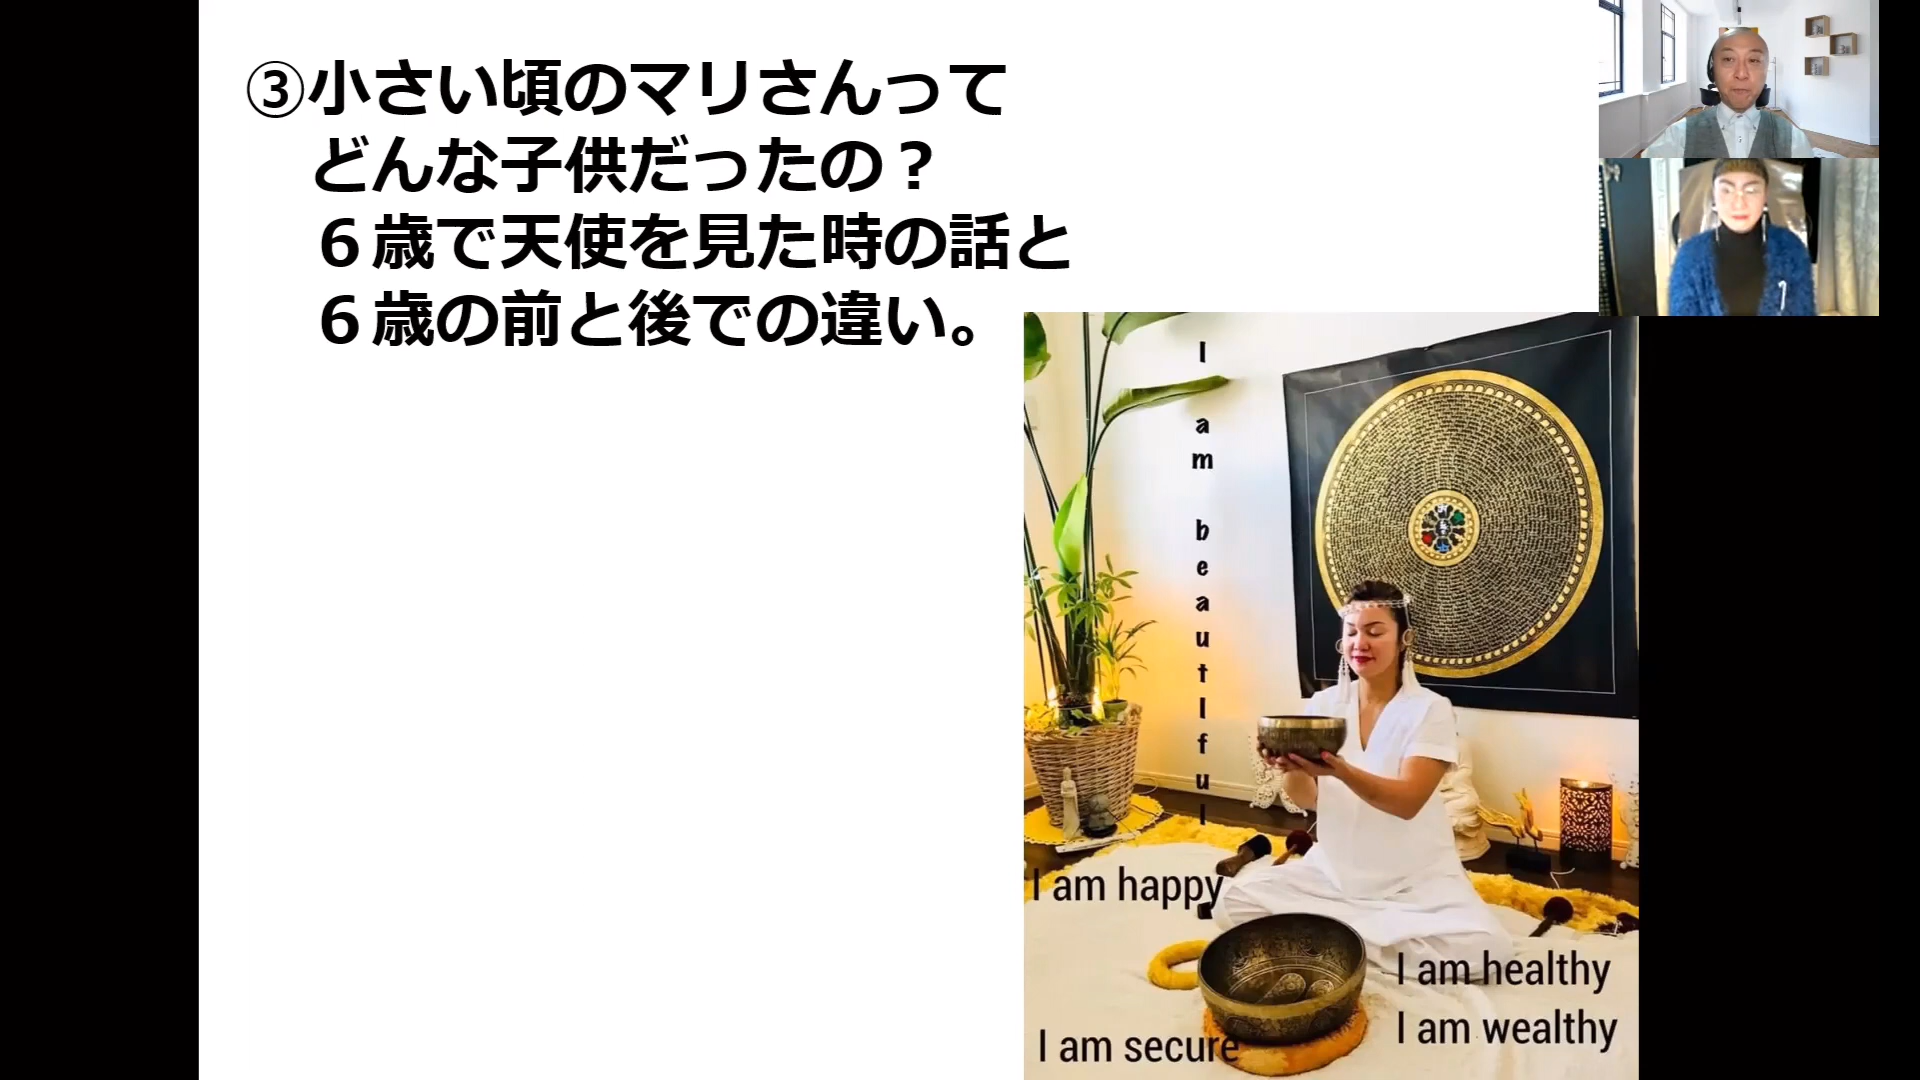 ③小さい頃のマリさんって
どんな子供だったの？
６歳で天使を見た時の話と
６歳の前と後での違い。
I am beautIful
I am happy
I am healthy
I am wealthy
I am secure